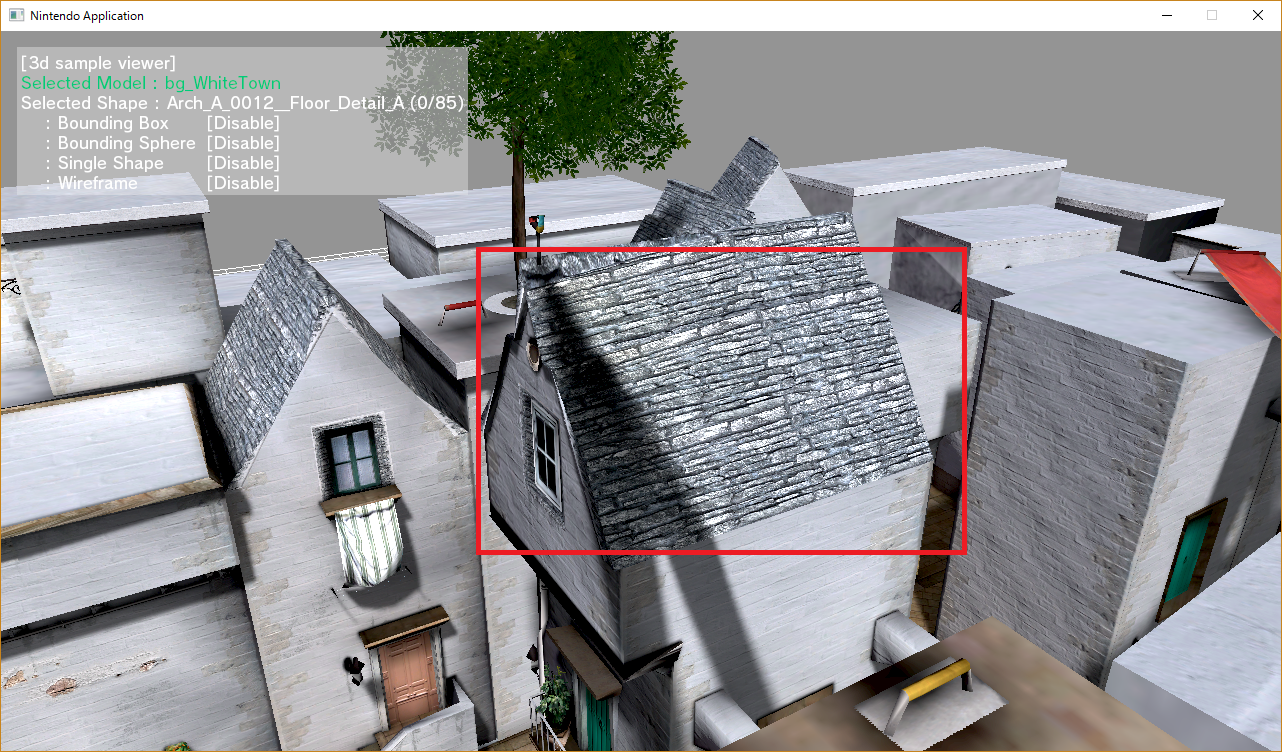 Nintendo Application
[3d sample viewer]
Selected Model : bg_WhiteTown
Selected Shape : Arch_A_0012__Floor_Detail_A (0/85)
: Bounding Box [Disable]
: Bounding Sphere [Disable]
: Single Shape [Disable]
: Wireframe [Disable]